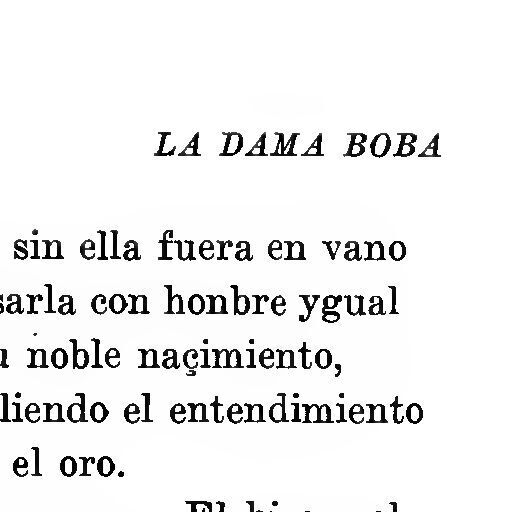 LA DAMA BOBA
sin ella fuera en vano
sarla con honbre ygual
u noble naçimiento,
liendo el entendimiento
el oro.